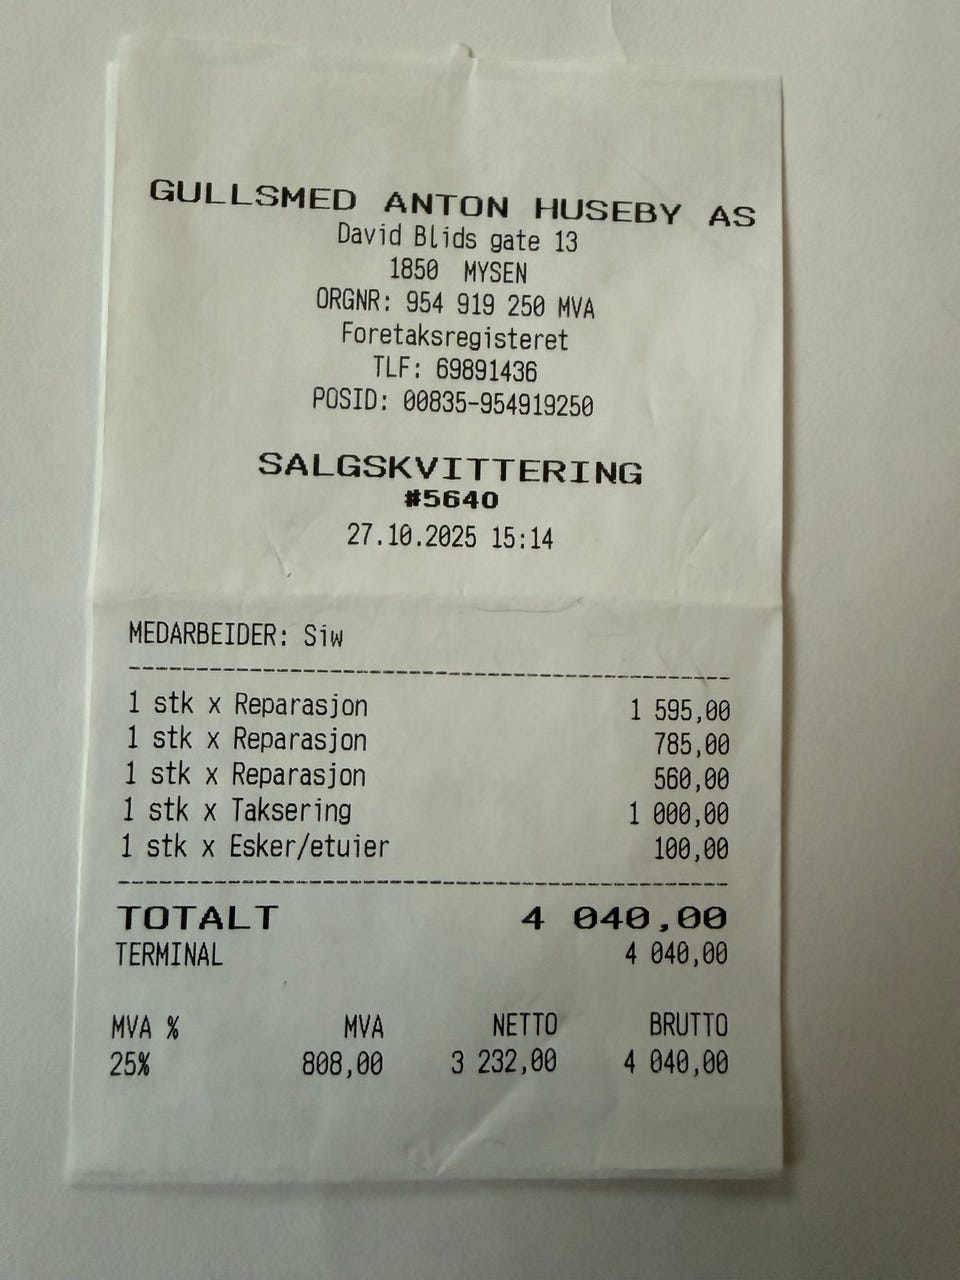 GULLSMED ANTON HUSEBY AS
David Blids gate 13
1850 MYSEN
ORGNR: 954 919 250 MVA
Foretaksregisteret
TLF: 69891436
POSID: 00835-954919250
SALGSKVITTERING
#5640
27.10.2025 15:14
MEDARBEIDER: Siw
1 stk x Reparasjon 1 595,00
1 stk x Reparasjon 785,00
1 stk x Reparasjon 560,00
1 stk x Taksering 1 000,00
1 stk x Esker/etuier 100,00
TOTALT 4 040,00
TERMINAL 4 040,00
MVA % MVA NETTO BRUTTO
25% 808,00 3 232,00 4 040,00